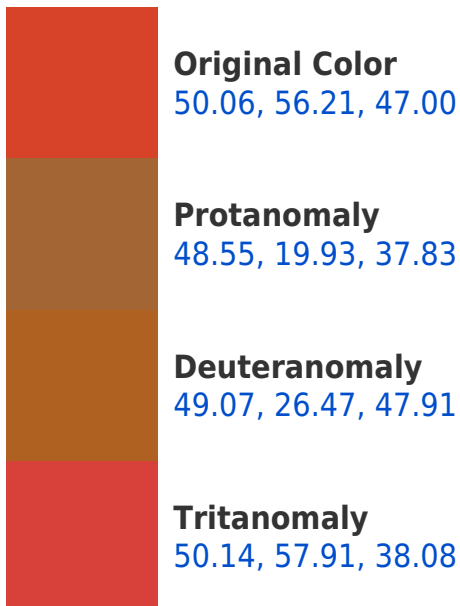 Original Color
50.06, 56.21, 47.00
Protanomaly
48.55, 19.93, 37.83
Deuteranomaly
49.07, 26.47, 47.91
Tritanomaly
50.14, 57.91, 38.08